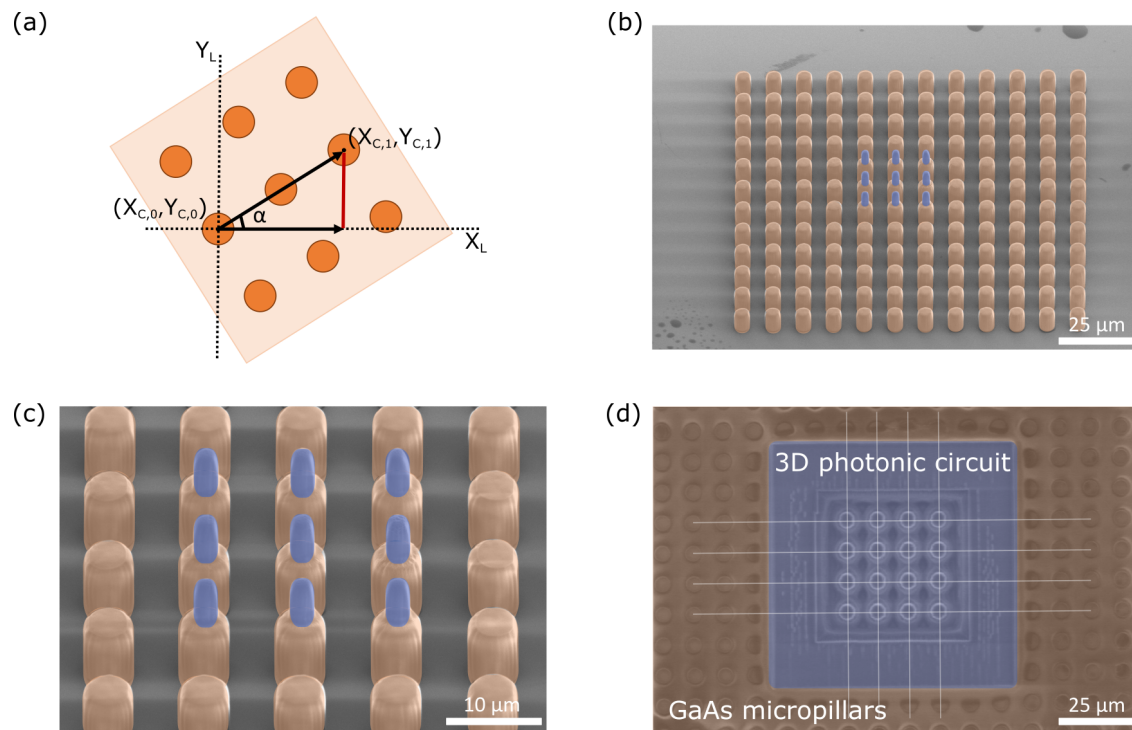 (a)
Y_L
(X_C,1,Y_C,1)
(X_C,0,Y_C,0)
α
X_L
(b)
25 µm
(c)
10 µm
(d)
3D photonic circuit
GaAs micropillars
25 µm